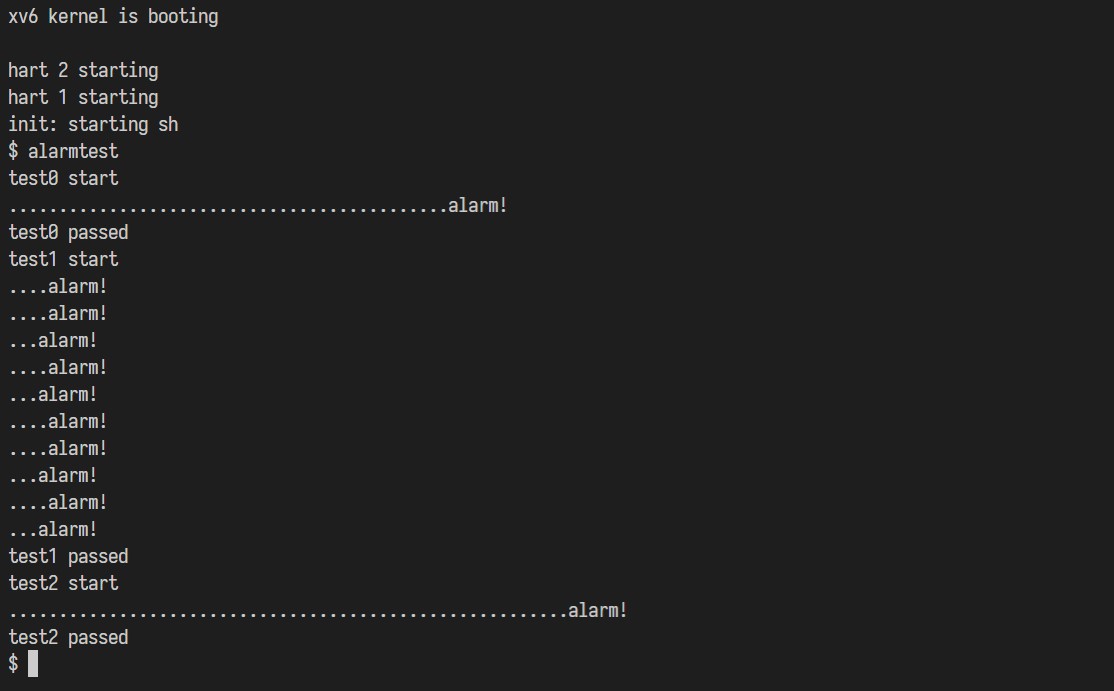 xv6 kernel is booting
hart 2 starting
hart 1 starting
init: starting sh
$ alarmtest
test0 start
............................................alarm!
test0 passed
test1 start
....alarm!
....alarm!
...alarm!
....alarm!
...alarm!
....alarm!
....alarm!
...alarm!
....alarm!
...alarm!
test1 passed
test2 start
........................................................alarm!
test2 passed
$